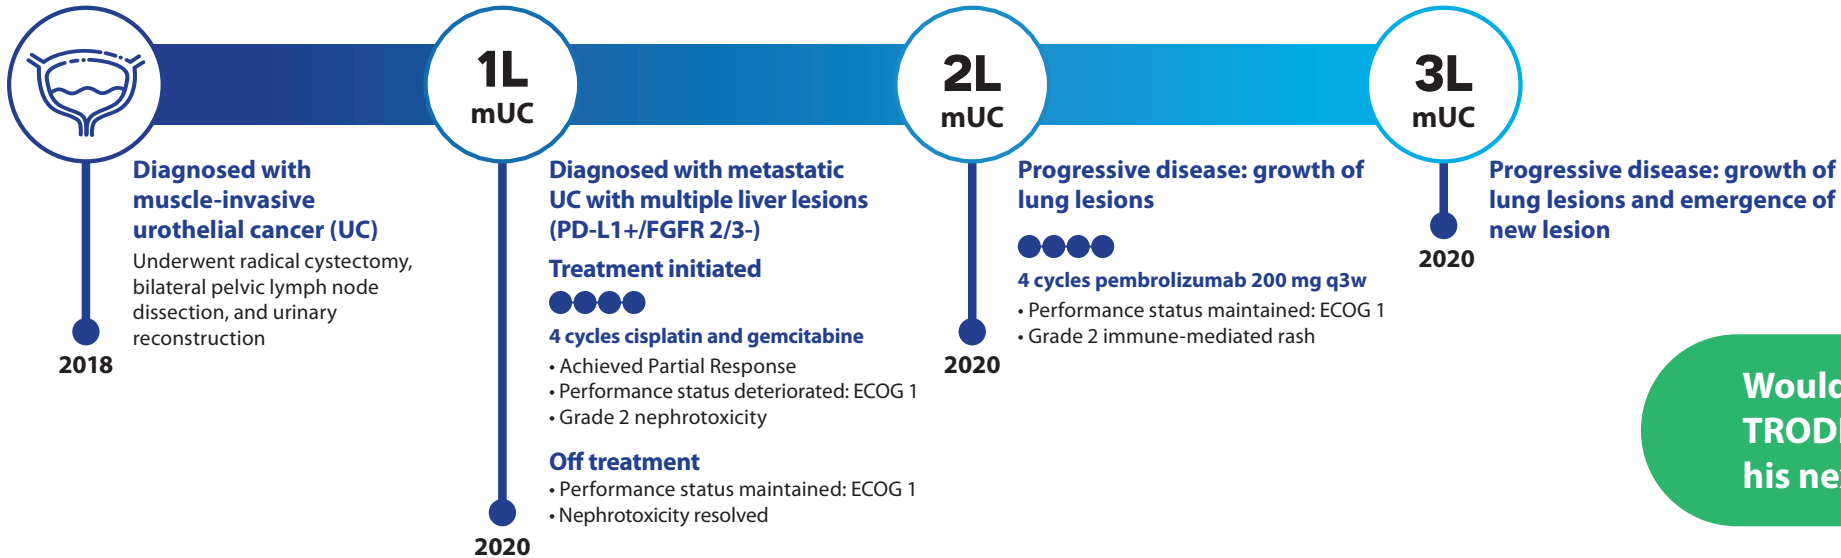 1L
mUC
2L
mUC
3L
mUC
Diagnosed with
muscle-invasive
urothelial cancer (UC)
Underwent radical cystectomy,
bilateral pelvic lymph node
dissection, and urinary
reconstruction
2018
Diagnosed with metastatic
UC with multiple liver lesions
(PD-L1+/FGFR 2/3-)
Treatment initiated
4 cycles cisplatin and gemcitabine
• Achieved Partial Response
• Performance status deteriorated: ECOG 1
• Grade 2 nephrotoxicity
Off treatment
• Performance status maintained: ECOG 1
• Nephrotoxicity resolved
2020
Progressive disease: growth of
lung lesions
4 cycles pembrolizumab 200 mg q3w
• Performance status maintained: ECOG 1
• Grade 2 immune-mediated rash
2020
Progressive disease: growth of
lung lesions and emergence of
new lesion
2020
his